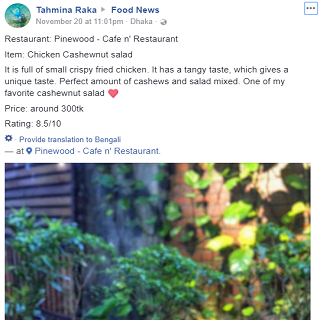 Tahmina Raka ▸ Food News
November 20 at 11:01pm · Dhaka ·
Restaurant: Pinewood - Cafe n' Restaurant
Item: Chicken Cashewnut salad
It is full of small crispy fried chicken. It has a tangy taste, which gives a
unique taste. Perfect amount of cashews and salad mixed. One of my
favorite cashewnut salad
Price: around 300tk
Rating: 8.5/10
· Provide translation to Bengali
— at Pinewood - Cafe n' Restaurant.